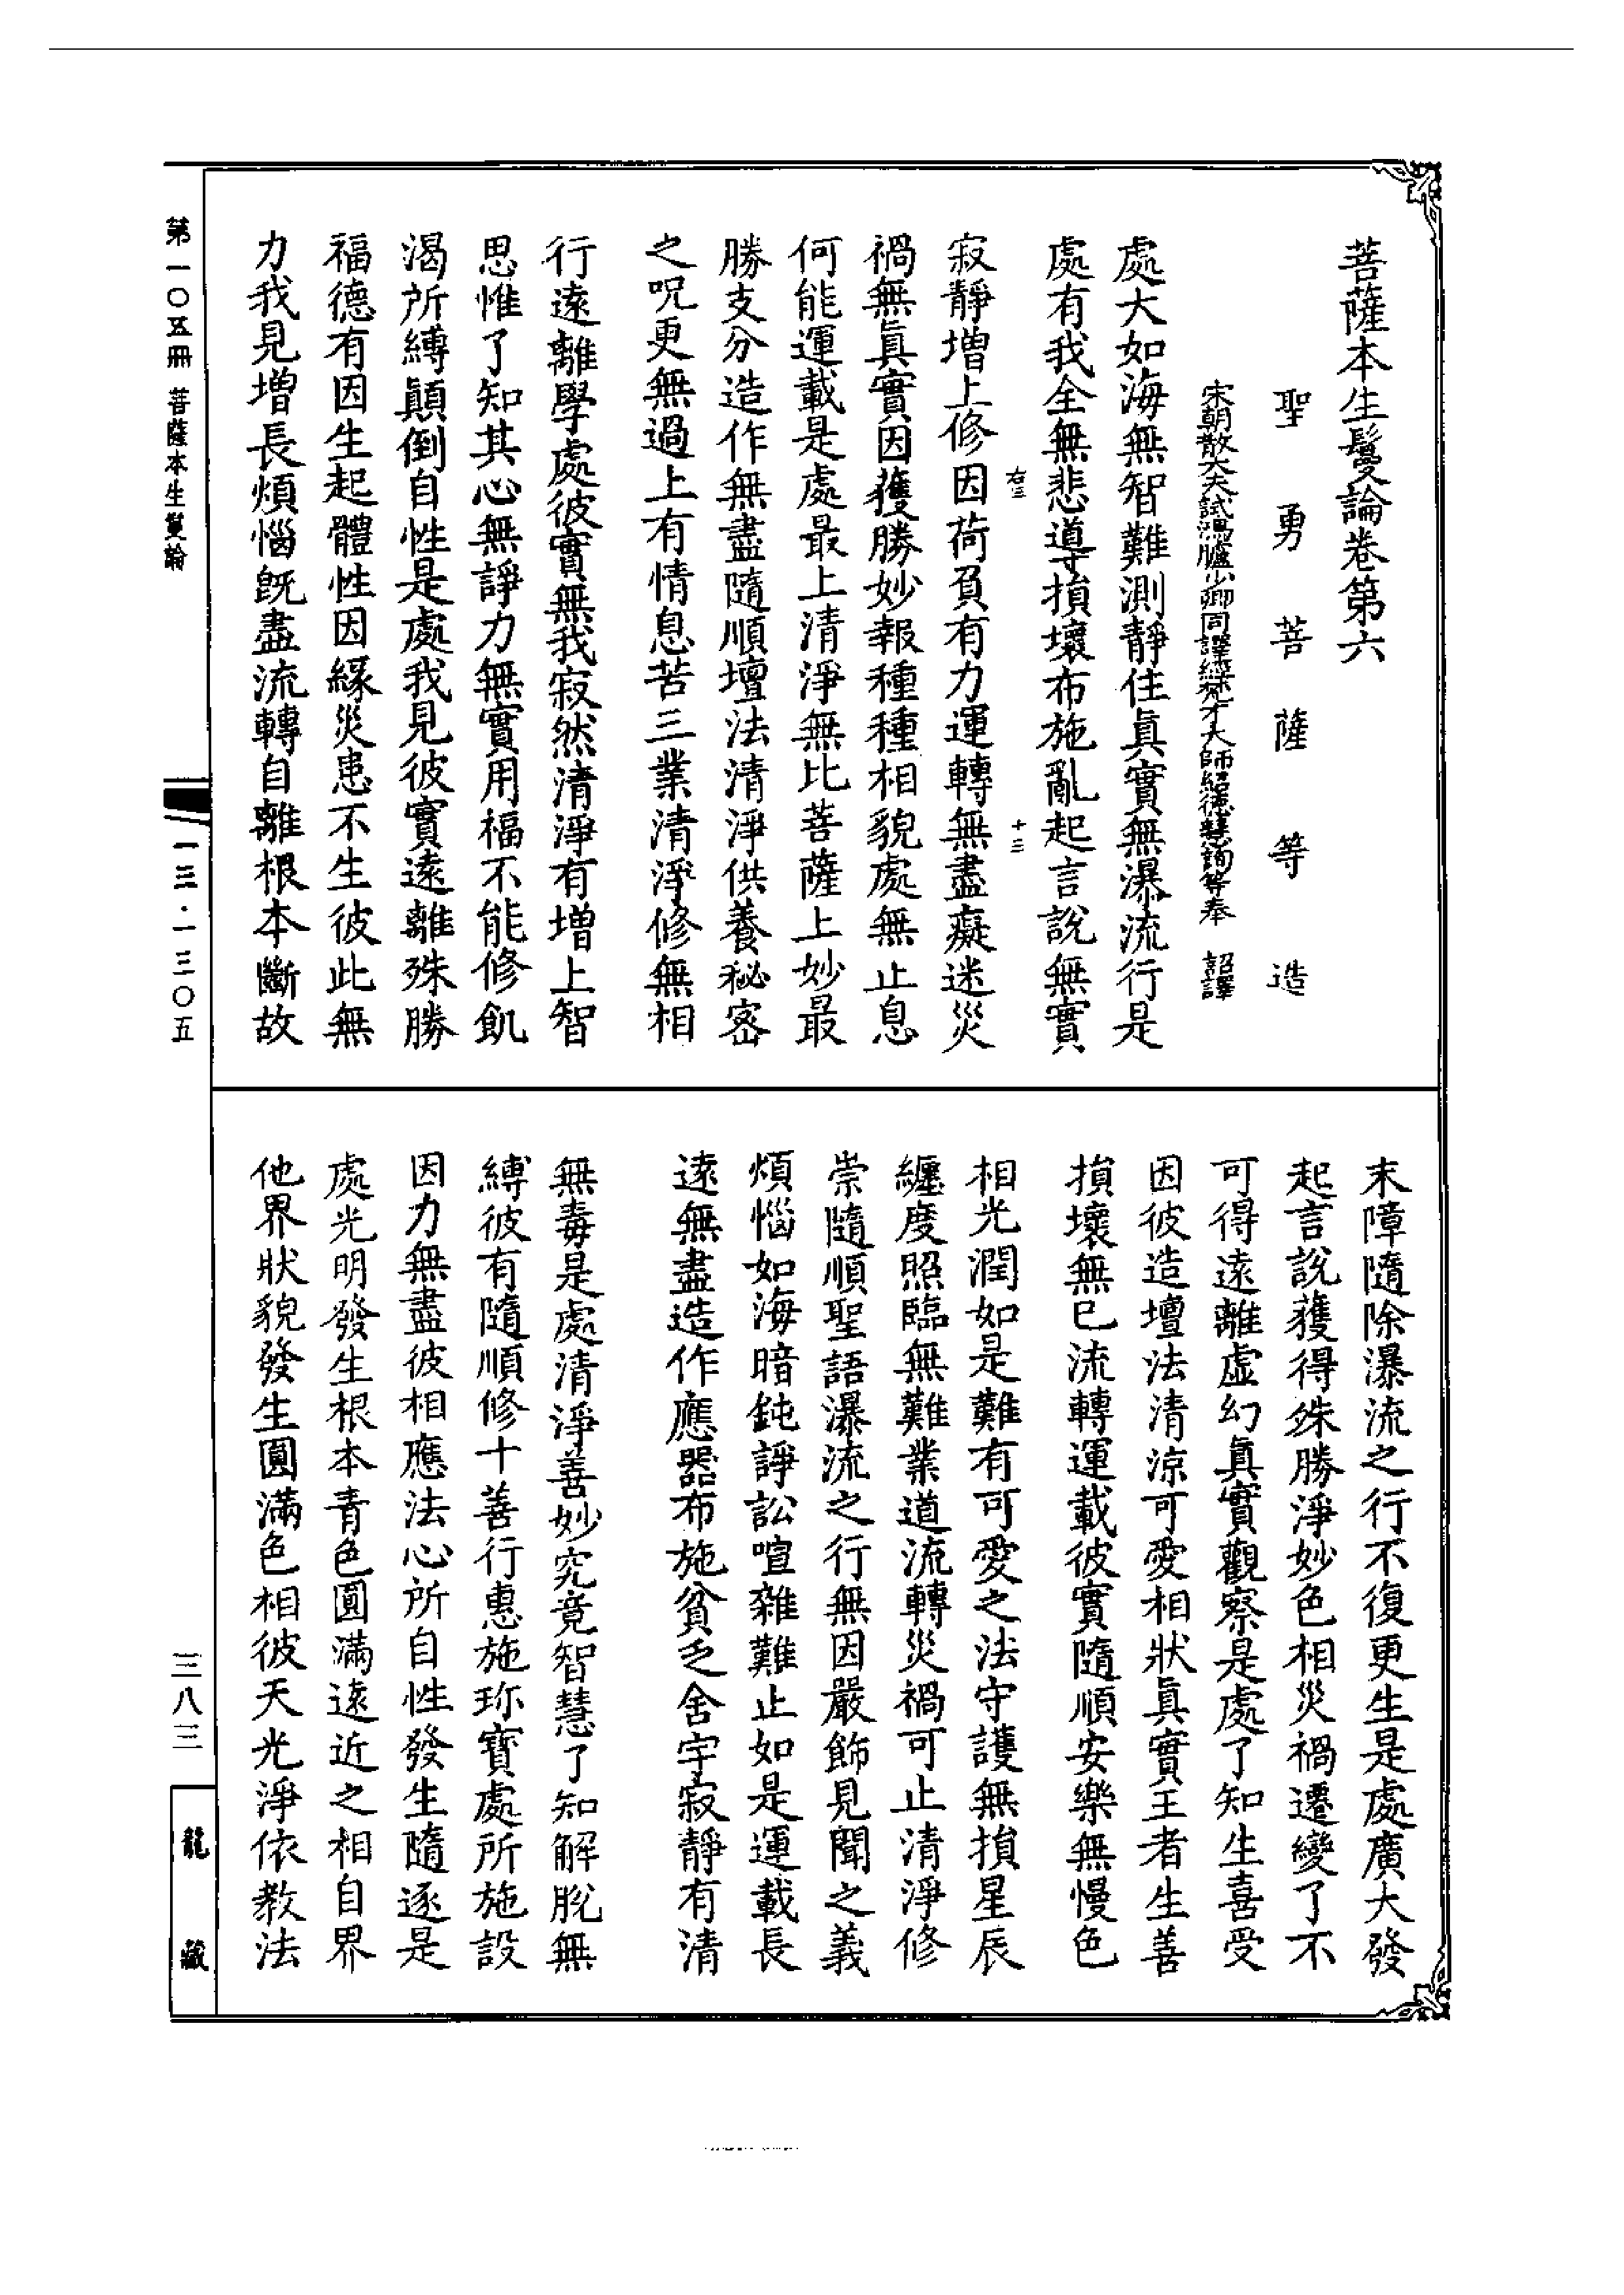 菩薩本生鬘論卷第六
聖勇菩薩等造
宋朝散大夫試鴻臚少卿同譯經梵才大師紹德慧詢等奉　詔譯
處大如海無智難測靜住眞實無瀑流行是
處有我全無悲導損壞布施亂起言說無實
右三　十三
寂靜增上修因荷負有力運轉無盡癡迷災
禍無眞實因獲勝妙報種種相貌處無止息
何能運載是處最上清淨無比菩薩上妙最
勝支分造作無盡隨順壇法清淨供養秘密
之呪更無過上有情息苦三業清淨修無相
行遠離學處彼實無我寂然清淨有增上智
思惟了知其心無諍力無實用福不能修飢
渴所縛顛倒自性是處我見彼實遠離殊勝
福德有因生起體性因緣災患不生彼此無
力我見增長煩惱旣盡流轉自離根本斷故
末障隨除瀑流之行不復更生是處廣大發
起言說獲得殊勝淨妙色相災禍遷變了不
可得遠離虛幻眞實觀察是處了知生喜受
因彼造壇法清涼可愛相狀眞實王者生善
損壞無已流轉運載彼實隨順安樂無慢色
相光潤如是難有可愛之法守護無損星辰
纏度照臨無難業道流轉災禍可止清淨修
崇隨順聖語瀑流之行無因嚴飾見聞之義
煩惱如海暗鈍諍訟喧雜難止如是運載長
遠無盡造作應器布施貧乏舍宇寂靜有清
無毒是處清淨善妙究竟智慧了知解脫無
縛彼有隨順修十善行惠施珎寶處所施設
因力無盡彼相應法心所自性發生隨逐是
處光明發生根本青色圓滿遠近之相自界
他界狀貌發生圓滿色相彼天光淨依教法
第一〇五冊　菩薩本生鬘論
一三·一三〇五
三八三
龍藏